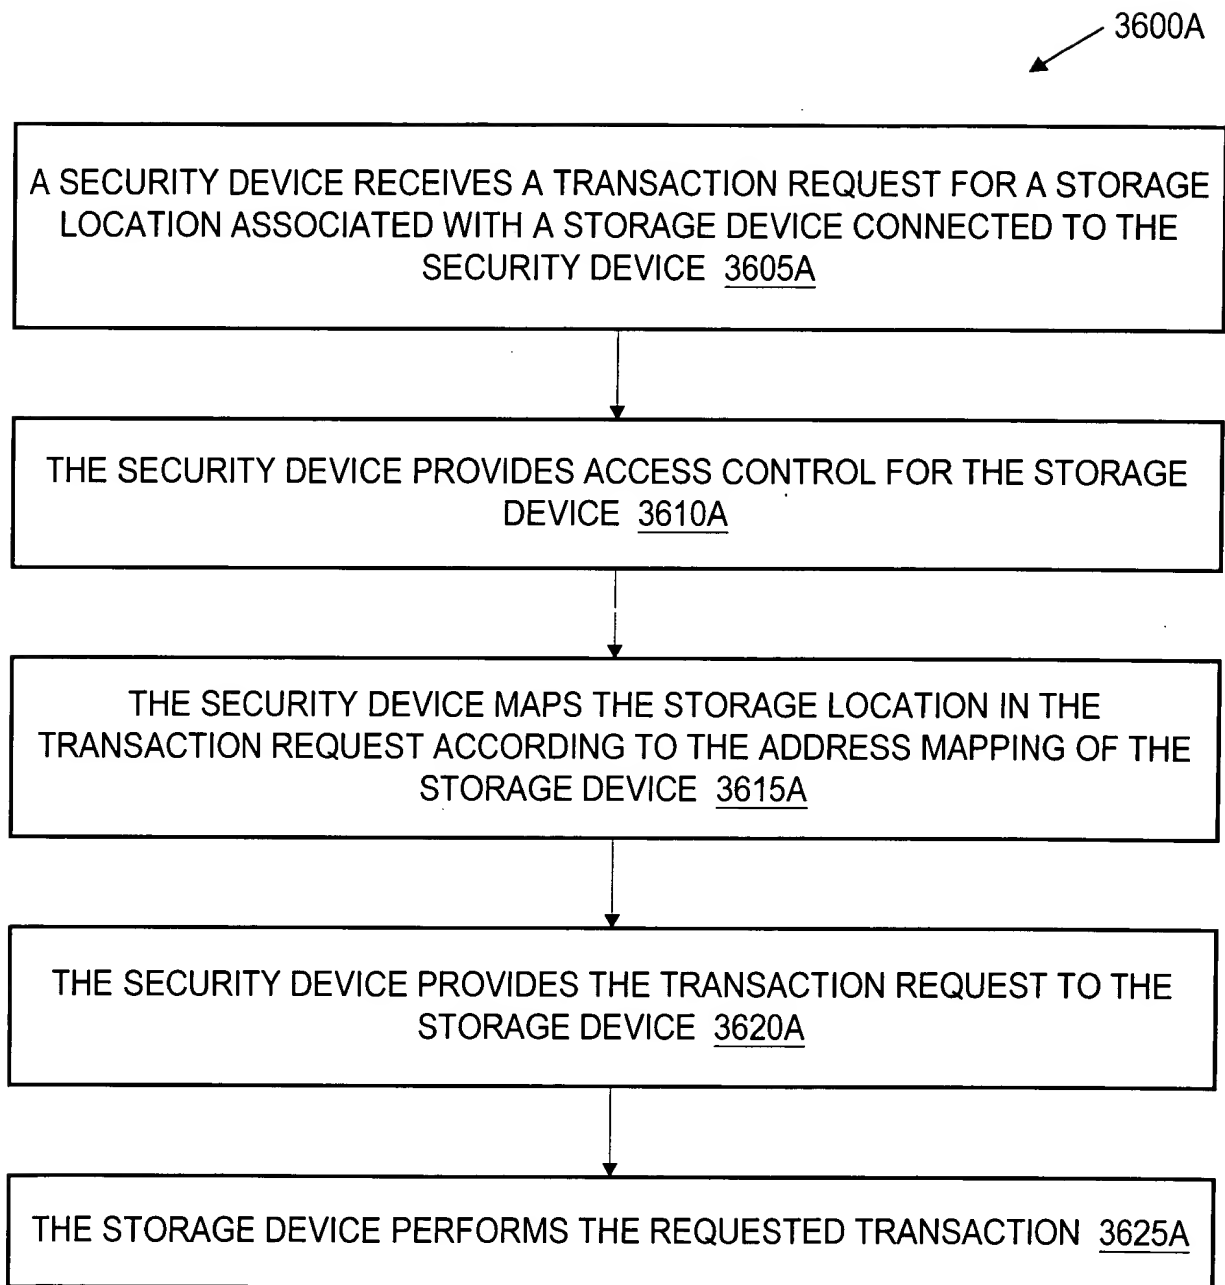 3600A
A SECURITY DEVICE RECEIVES A TRANSACTION REQUEST FOR A STORAGE
LOCATION ASSOCIATED WITH A STORAGE DEVICE CONNECTED TO THE
SECURITY DEVICE 3605A
THE SECURITY DEVICE PROVIDES ACCESS CONTROL FOR THE STORAGE
DEVICE 3610A
THE SECURITY DEVICE MAPS THE STORAGE LOCATION IN THE
TRANSACTION REQUEST ACCORDING TO THE ADDRESS MAPPING OF THE
STORAGE DEVICE 3615A
THE SECURITY DEVICE PROVIDES THE TRANSACTION REQUEST TO THE
STORAGE DEVICE 3620A
THE STORAGE DEVICE PERFORMS THE REQUESTED TRANSACTION 3625A